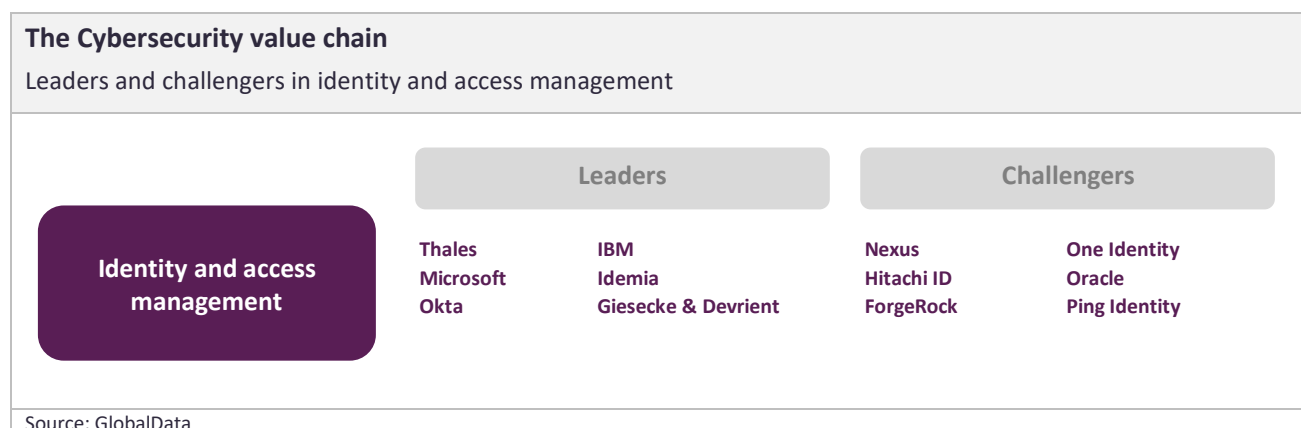 The Cybersecurity value chain
Leaders and challengers in identity and access management
Leaders
Challengers
Identity and access
management
Thales
Microsoft
Okta
IBM
Idemia
Giesecke & Devrient
Nexus
Hitachi ID
ForgeRock
One Identity
Oracle
Ping Identity
Source: GlobalData